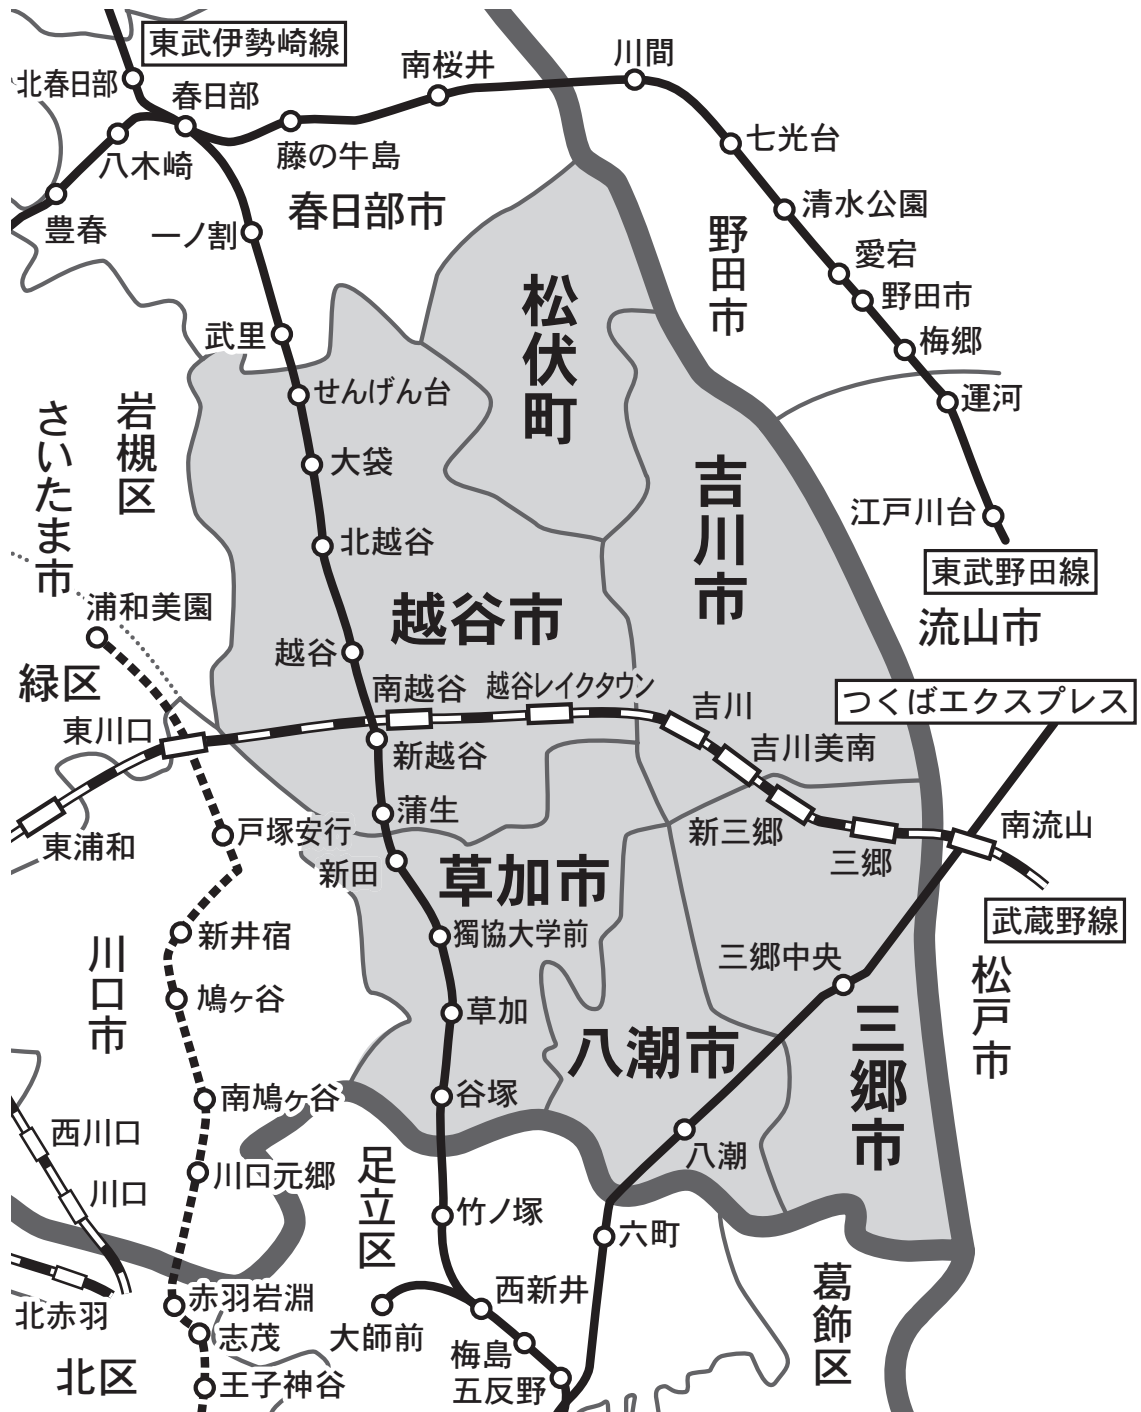 東武伊勢崎線
川間
南桜井
北春日部
春日部
七光台
八木崎
藤の牛島
春日部市
清水公園
豊春
一ノ割
野田市
愛宕
松伏町
野田市
武里
梅郷
せんげん台
運河
さいたま市
岩槻区
大袋
吉川市
江戸川台
北越谷
東武野田線
浦和美園
越谷市
流山市
越谷
緑区
南越谷
越谷レイクタウン
つくばエクスプレス
吉川
東川口
新越谷
吉川美南
蒲生
戸塚安行
新三郷
南流山
東浦和
三郷
新田
草加市
武蔵野線
新井宿
獨協大学前
三郷中央
川口市
松戸市
鳩ヶ谷
草加
八潮市
三郷市
南鳩ヶ谷
谷塚
西川口
八潮
川口元郷
足立区
川口
竹ノ塚
六町
葛飾区
赤羽岩淵
西新井
北赤羽
志茂
大師前
梅島
北区
王子神谷
五反野